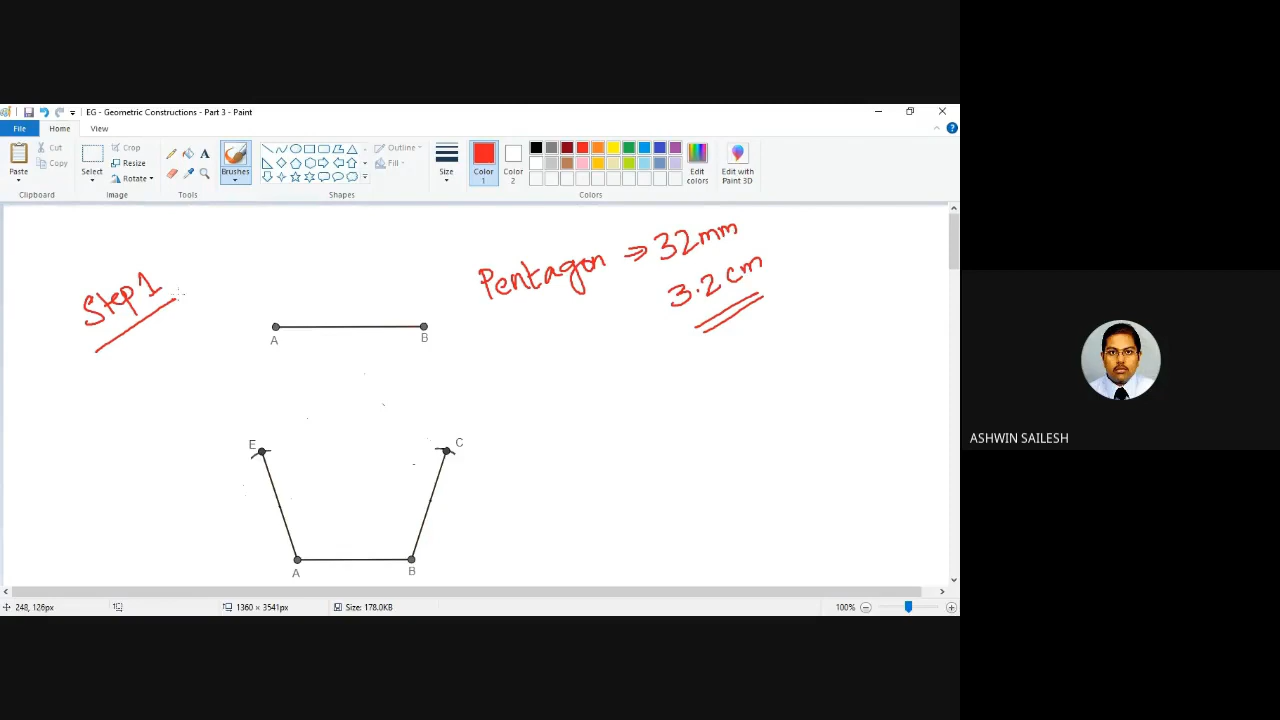 EG - Geometric Constructions - Part 3 - Paint
File Home View
Paste
Cut
Copy
Clipboard
Select
Crop
Resize
Rotate
Image
A
Tools
Brushes
Shapes
Outline
Fill
Size
Color
1
Color
2
Colors
Edit
colors
Edit with
Paint 3D
Pentagon ⇒ 32mm
3.2 cm
Step 1
A B
E C
A B
248, 126px
1360 × 3541px
Size: 178.0KB
100%
ASHWIN SAILESH